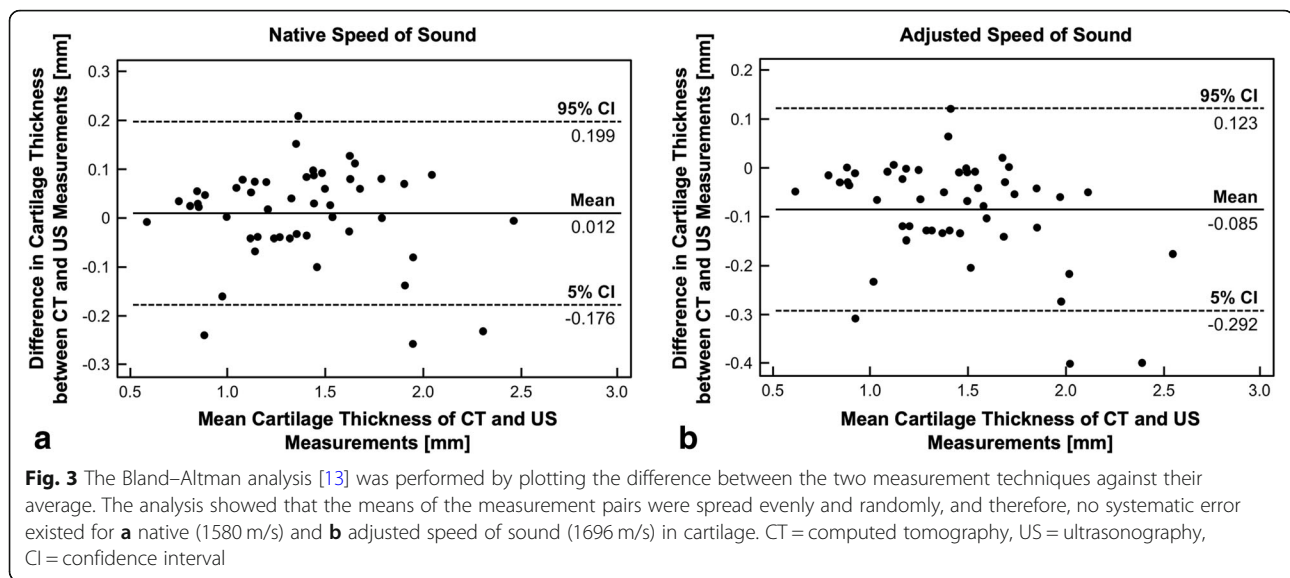 Native Speed of Sound
Difference in Cartilage Thickness
between CT and US Measurements [mm]
0.3
0.2
0.1
0
-0.1
-0.2
-0.3
95% CI
0.199
Mean
0.012
5% CI
-0.176
0.5
1.0
1.5
2.0
2.5
3.0
Mean Cartilage Thickness of CT and US
Measurements [mm]
a
Adjusted Speed of Sound
Difference in Cartilage Thickness
between CT and US Measurements [mm]
0.2
0.1
0
-0.1
-0.2
-0.3
-0.4
95% CI
0.123
Mean
-0.085
5% CI
-0.292
0.5
1.0
1.5
2.0
2.5
3.0
Mean Cartilage Thickness of CT and US
Measurements [mm]
b
Fig. 3 The Bland–Altman analysis [13] was performed by plotting the difference between the two measurement techniques against their
average. The analysis showed that the means of the measurement pairs were spread evenly and randomly, and therefore, no systematic error
existed for a native (1580 m/s) and b adjusted speed of sound (1696 m/s) in cartilage. CT = computed tomography, US = ultrasonography,
CI = confidence interval